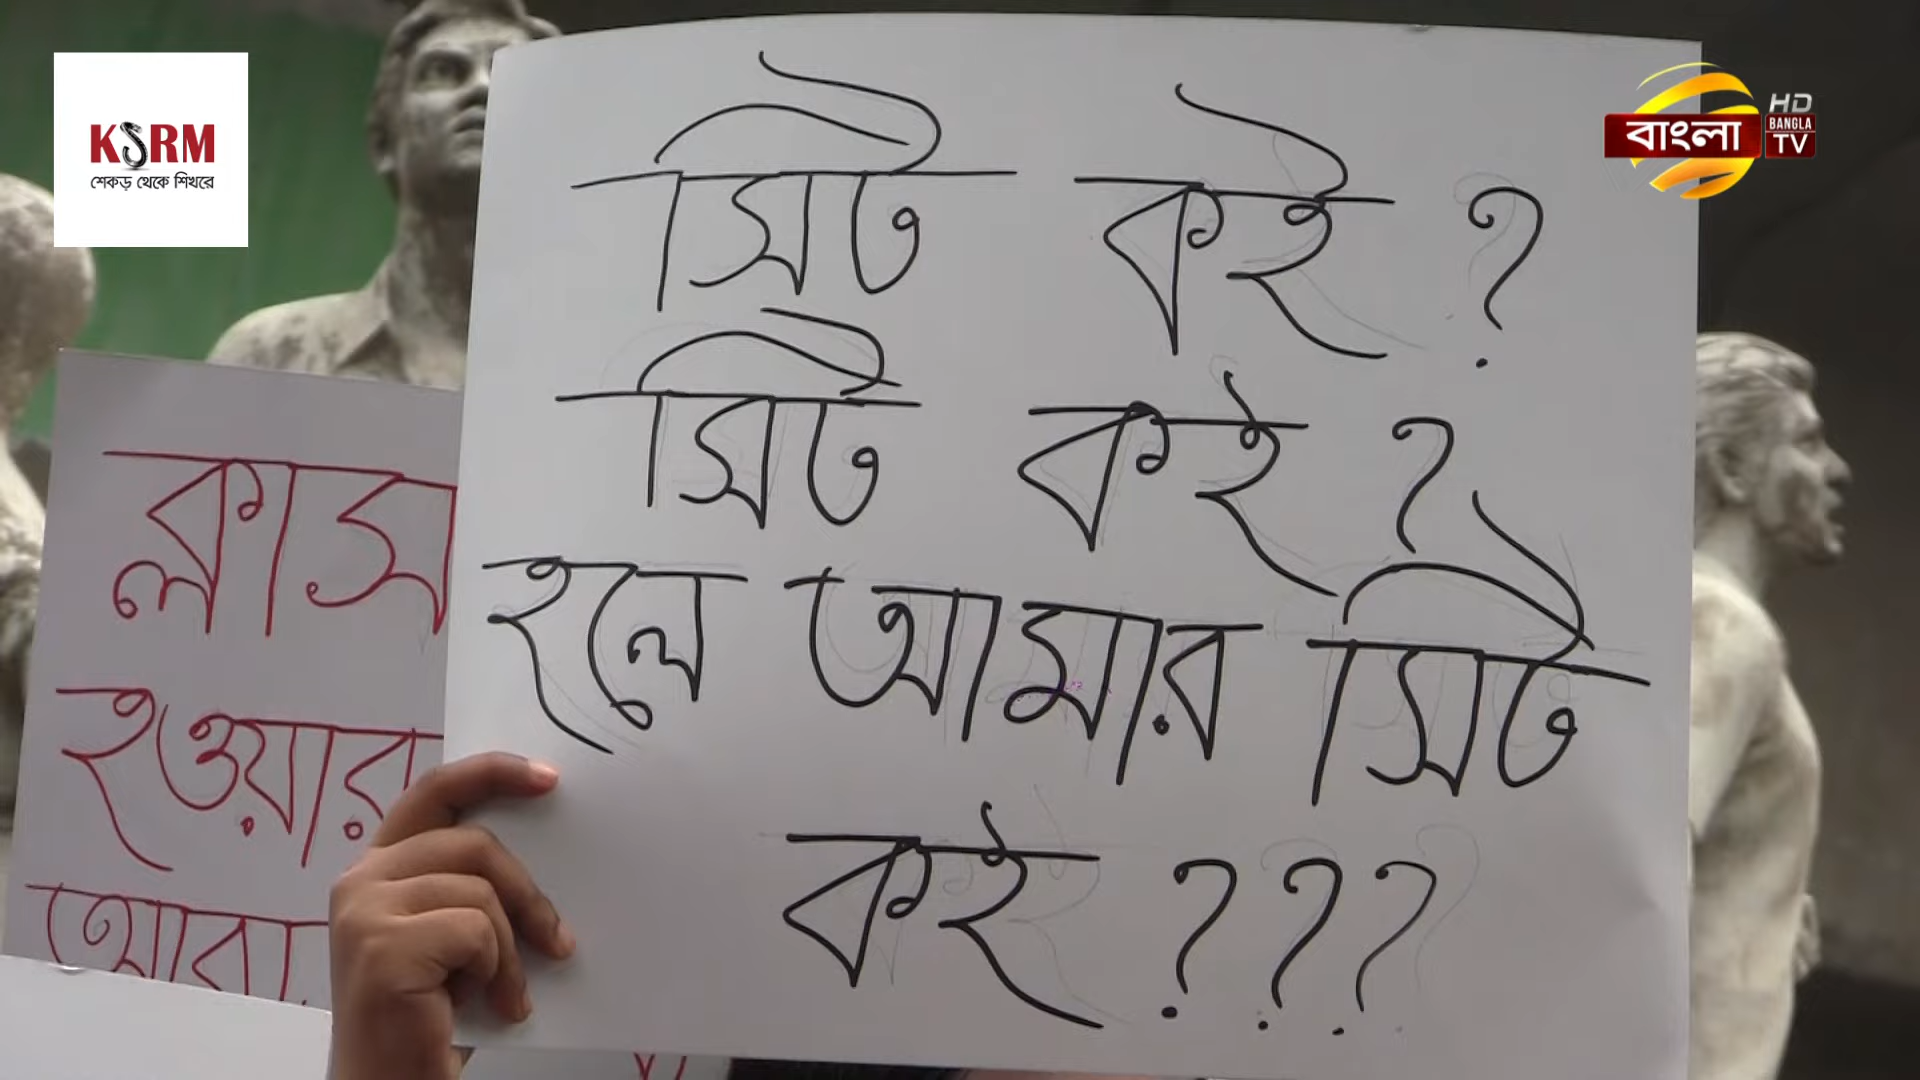 KSRM
শেকড় থেকে শিখরে
বাংলা
HD
BANGLA
TV
সিট কই?
সিট কই?
হলে আমার সিট
কই???
ক্লাস
হওয়ার